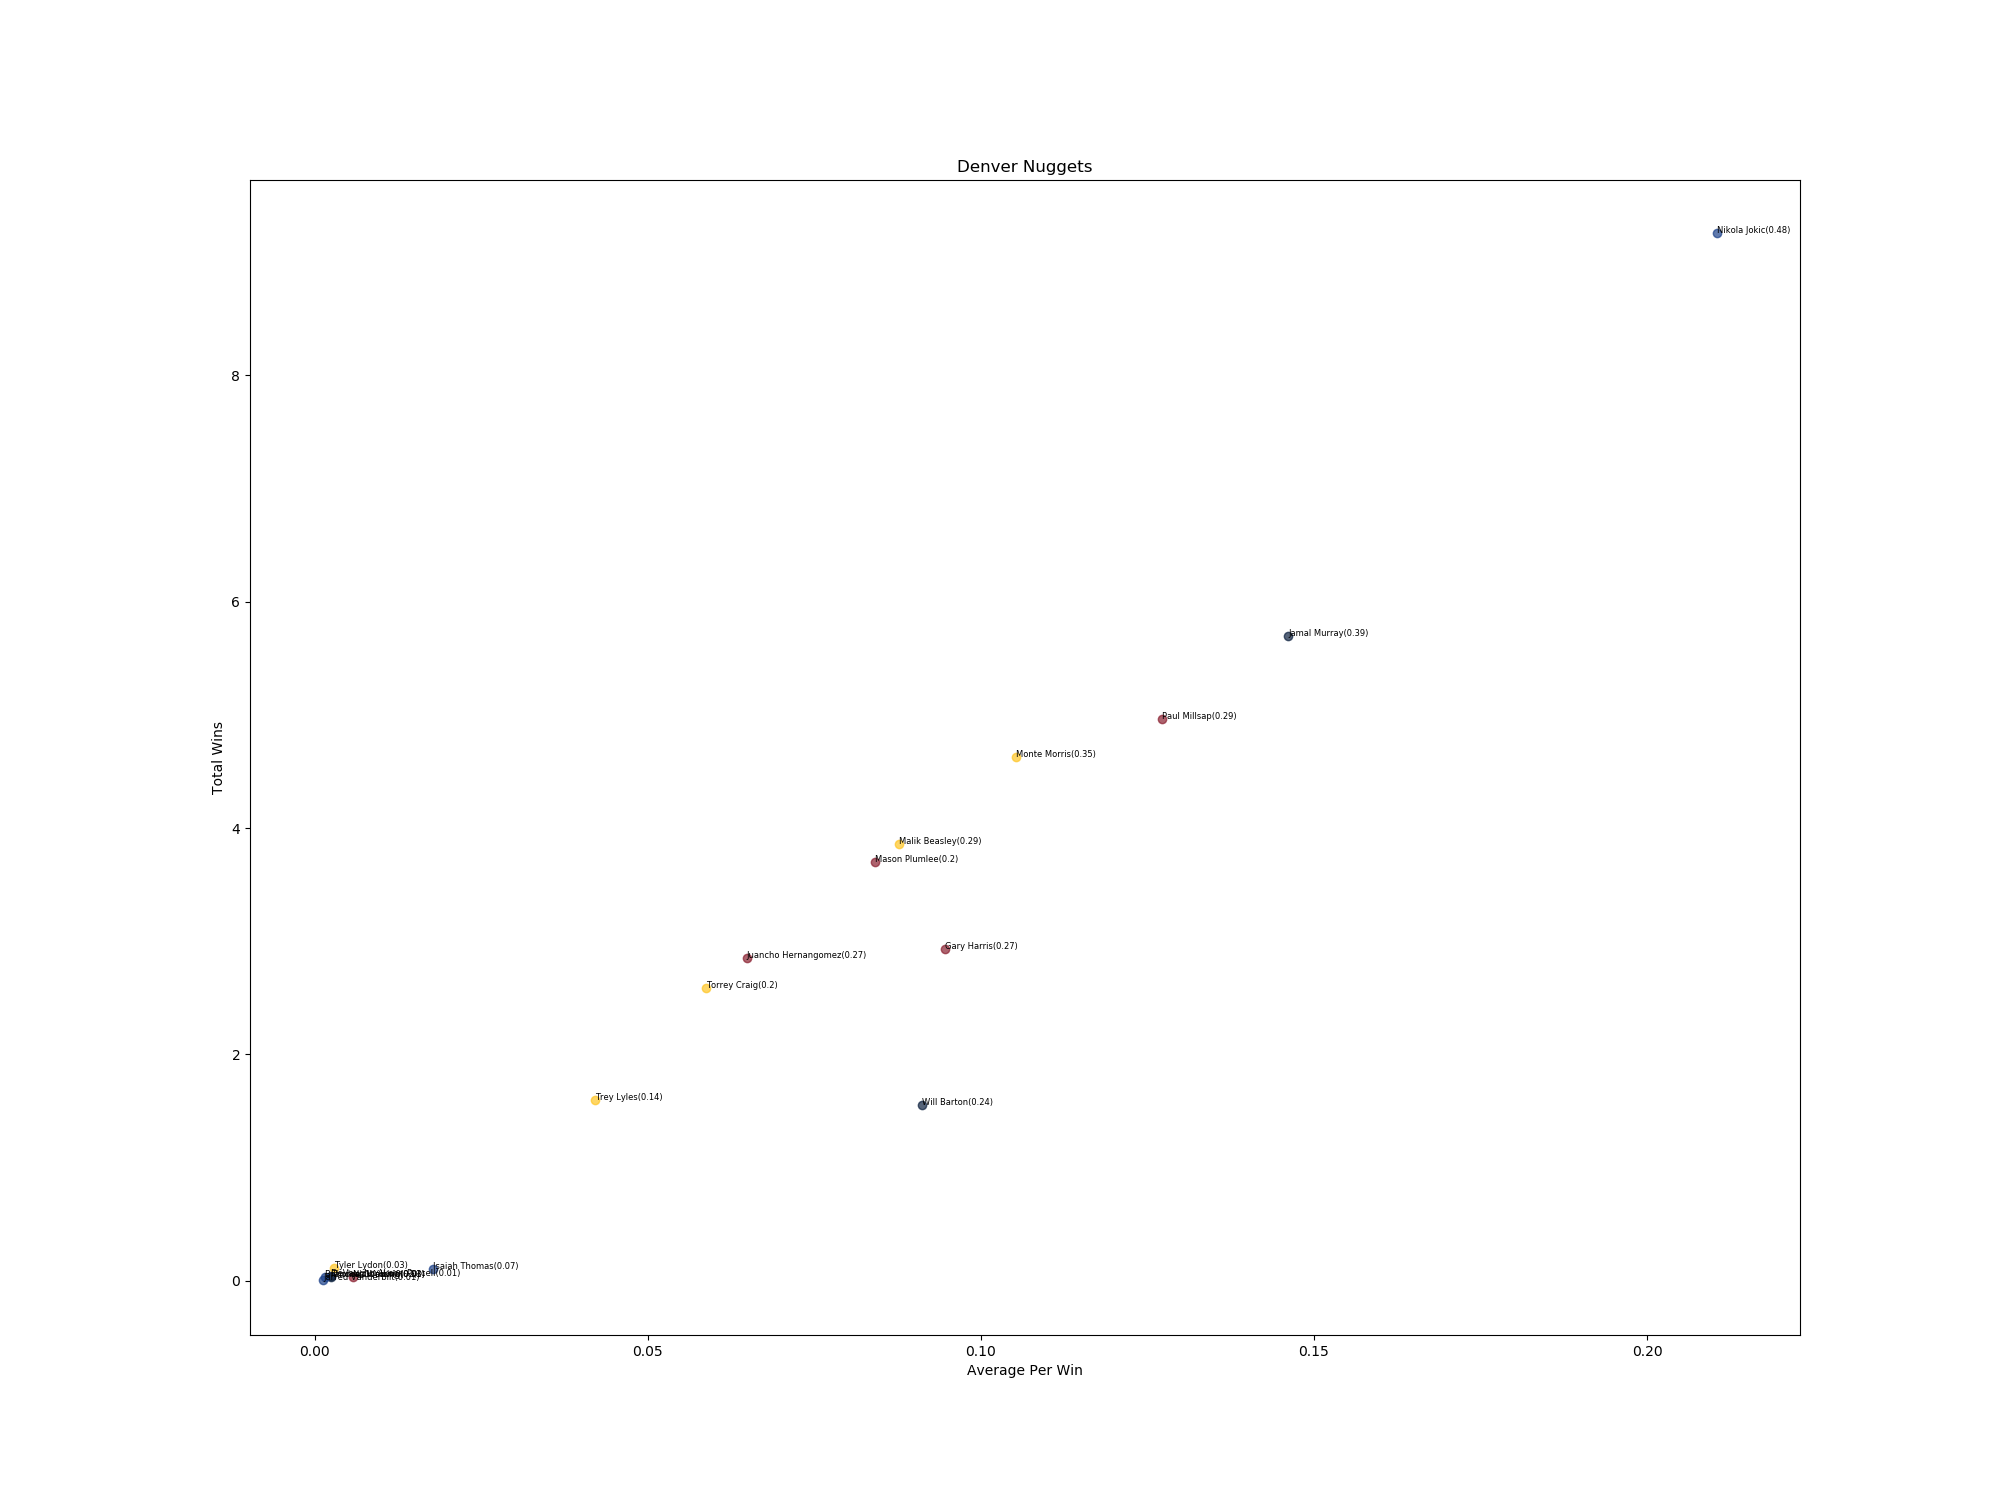 Denver Nuggets
Nikola Jokic(0.48)
8
6
Jamal Murray(0.39)
Paul Millsap(0.29)
Monte Morris(0.35)
Total Wins
4
Malik Beasley(0.29)
Mason Plumlee(0.2)
Gary Harris(0.27)
Juancho Hernangomez(0.27)
Torrey Craig(0.2)
2
Trey Lyles(0.14)
Will Barton(0.24)
Tyler Lydon(0.03)
Isaiah Thomas(0.07)
0
0.00 0.05 0.10 0.15 0.20
Average Per Win